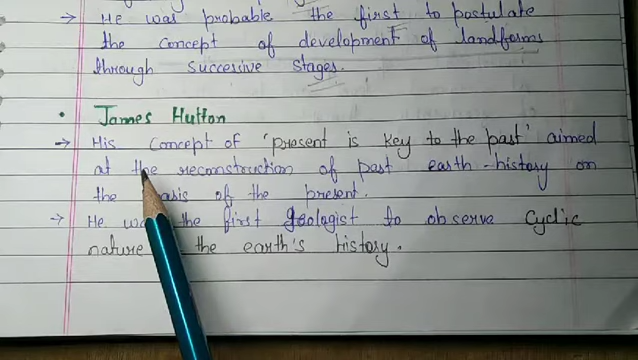 → He was probable the first to postulate
the concept of development of landforms
through successive stages.
• James Hutton
→ His concept of 'present is key to the past' aimed
at the reconstruction of past earth-history on
the asis of the present.
→ He was the first geologist to observe cyclic
nature the earth's history.